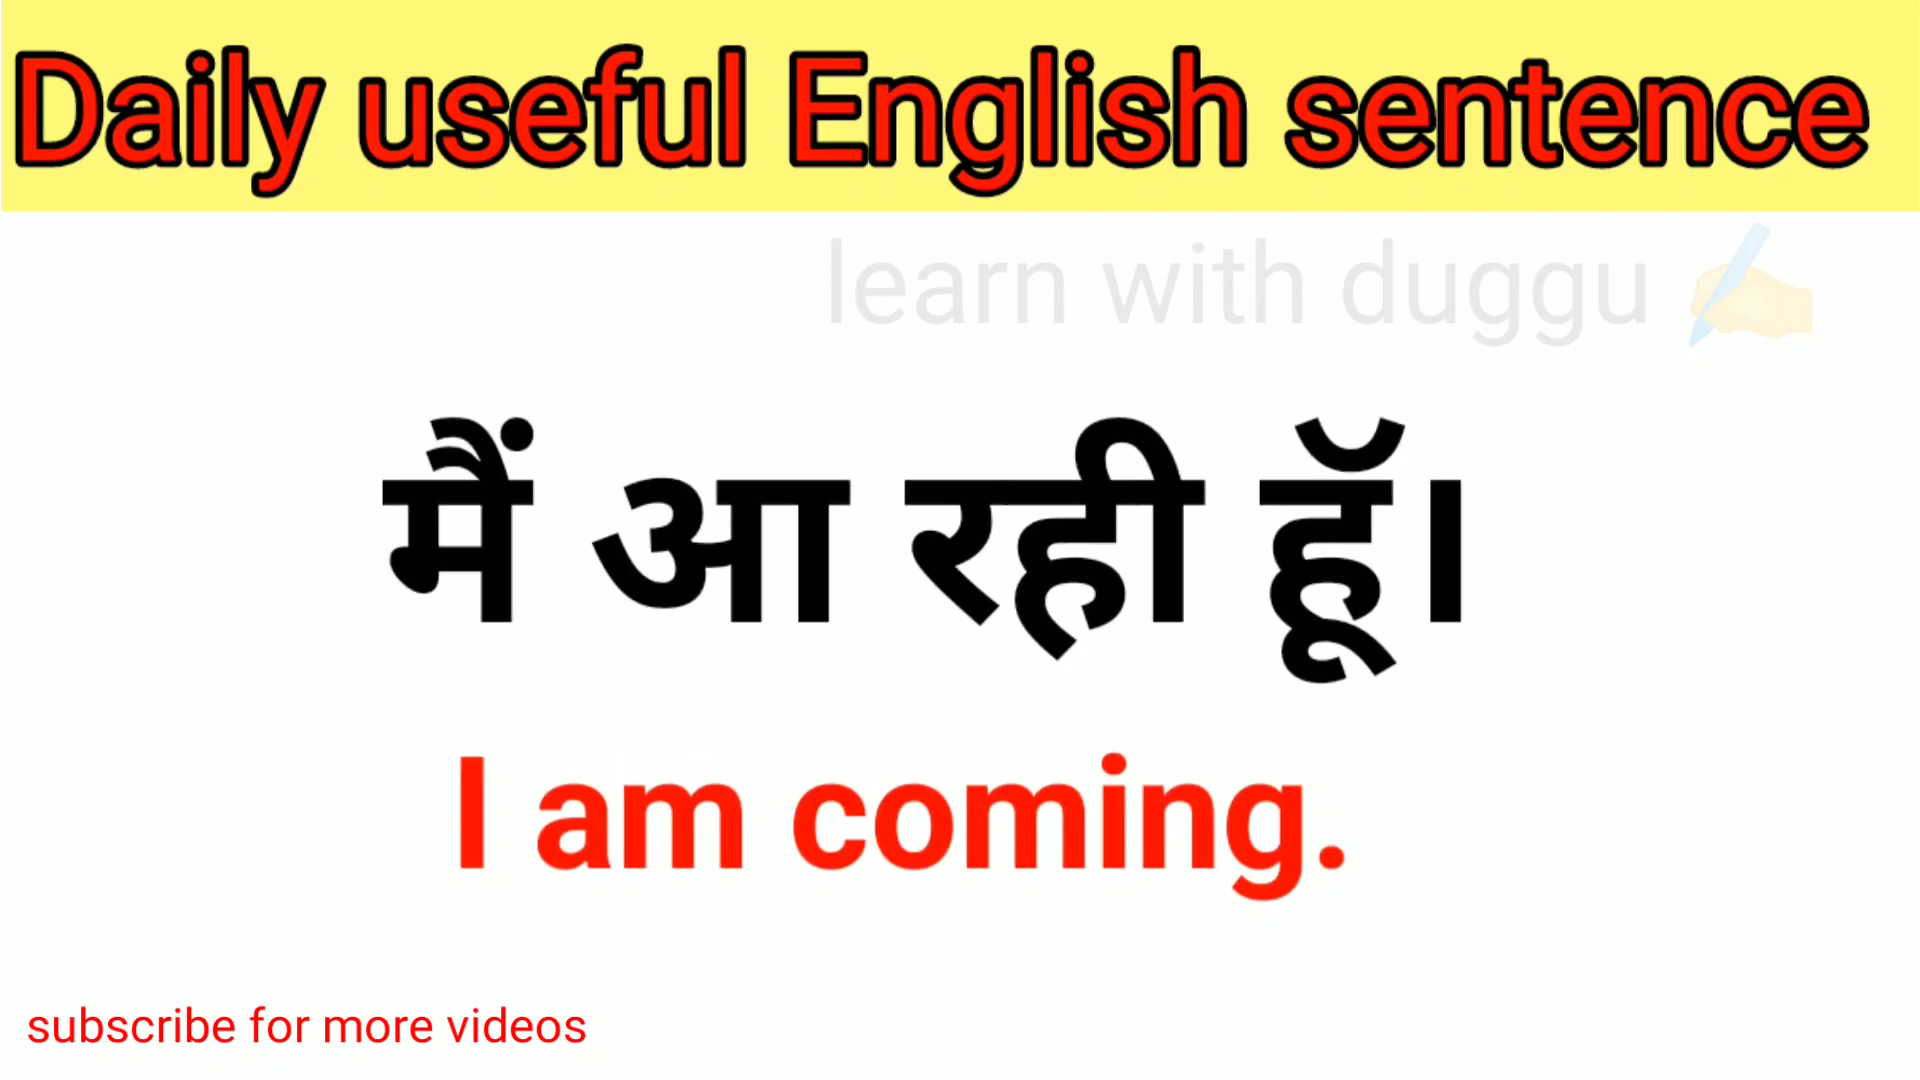 Daily useful English sentence
learn with duggu ✍🏻
मैं आ रही हूॅ।
I am coming.
subscribe for more videos